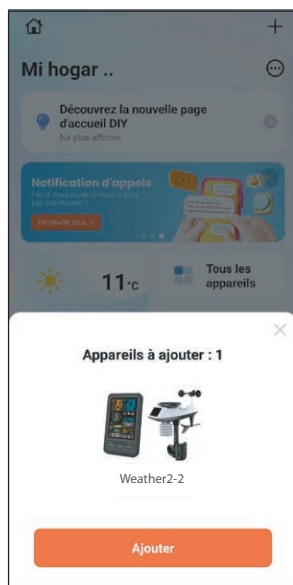 Mi hogar ..
Découvrez la nouvelle page
d'accueil DIY
Ne plus afficher
Notification d'appels
En savoir plus
11°C
Tous les
appareils
Appareils à ajouter : 1
Weather2-2
Ajouter